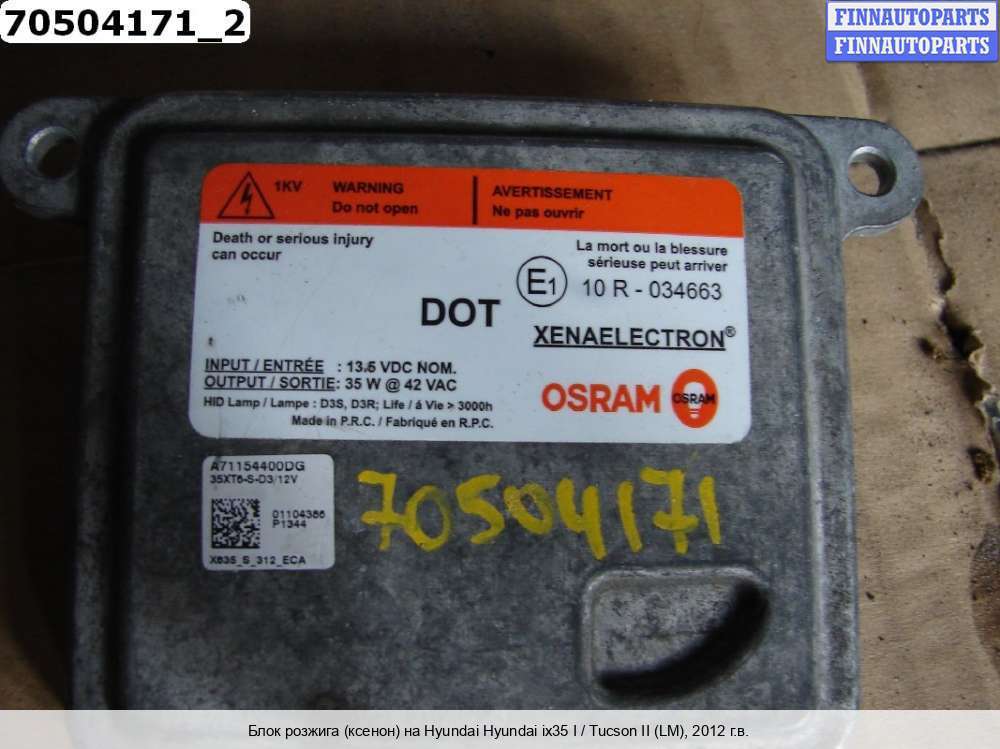 70504171_2
FINNAUTOPARTS
FINNAUTOPARTS
1KV WARNING
Do not open
AVERTISSEMENT
Ne pas ouvrir
Death or serious injury
can occur
La mort ou la blessure
sérieuse peut arriver
E1 10 R - 034663
DOT
XENAELECTRON®
INPUT / ENTRÉE : 13.5 VDC NOM.
OUTPUT / SORTIE: 35 W @ 42 VAC
HID Lamp / Lampe : D3S, D3R; Life / á Vie > 3000h
Made in P.R.C. / Fabriqué en R.P.C.
OSRAM
OSRAM
A71154400DG
35XT6-S-D3/12V
01104386
P1344
X635_S_312_ECA
70504171
Блок розжига (ксенон) на Hyundai Hyundai ix35 I / Tucson II (LM), 2012 г.в.